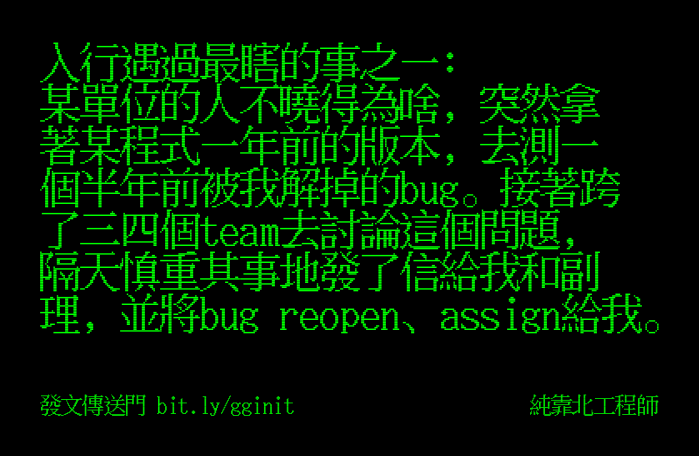 入行遇過最瞎的事之一：
某單位的人不曉得為啥，突然拿
著某程式一年前的版本，去測一
個半年前被我解掉的bug。接著跨
了三四個team去討論這個問題，
隔天慎重其事地發了信給我和副
理，並將bug reopen、assign給我。
發文傳送門 bit.ly/gginit
純靠北工程師